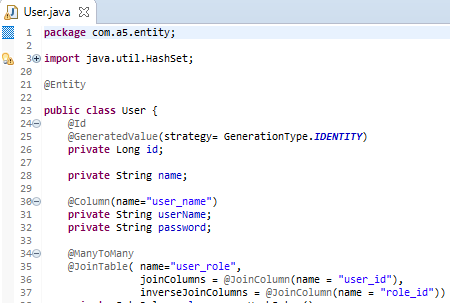 User.java
1 package com.a5.entity;
2
3 import java.util.HashSet;
20
21 @Entity
22
23 public class User {
24 @Id
25 @GeneratedValue(strategy= GenerationType.IDENTITY)
26 private Long id;
27
28 private String name;
29
30 @Column(name="user_name")
31 private String userName;
32 private String password;
33
34 @ManyToMany
35 @JoinTable( name="user_role",
36 joinColumns = @JoinColumn(name = "user_id"),
37 inverseJoinColumns = @JoinColumn(name = "role_id"))